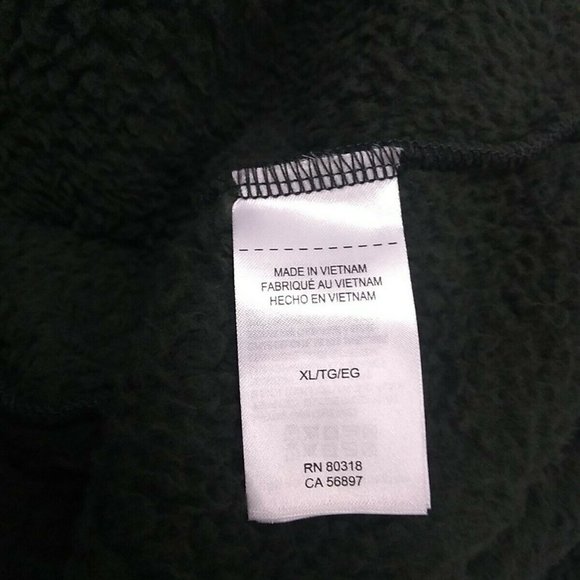 MADE IN VIETNAM
FABRIQUÉ AU VIETNAM
HECHO EN VIETNAM
XL/TG/EG
RN 80318
CA 56897